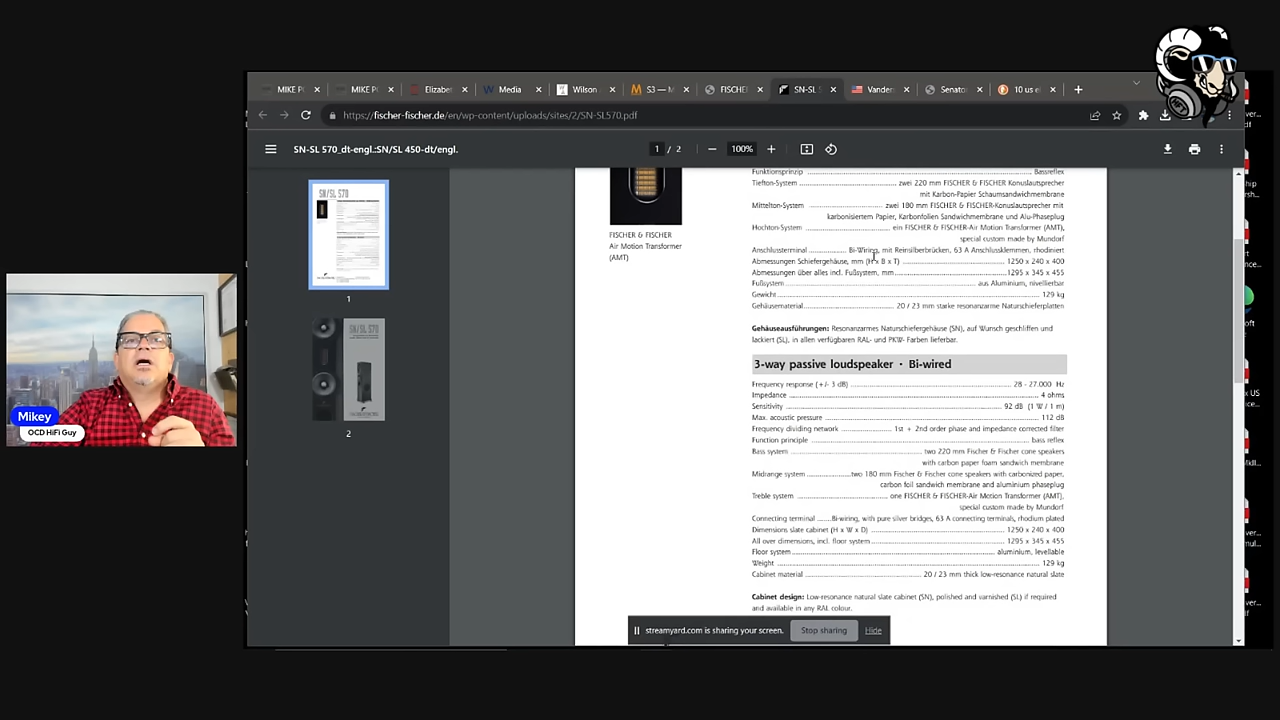 MIKE P
MIKE P
Elizabe
Media
Wilson
S3 — M
FISCHE
SN-SL
Vander
Senato
10 us e
https://fischer-fischer.de/en/wp-content/uploads/sites/2/SN-SL570.pdf
SN-SL 570_dt-engl.:SN/SL 450-dt/engl.
1 / 2
100%
SN/SL 570
1
SN/SL 570
2
FISCHER & FISCHER
Air Motion Transformer
(AMT)
Funktionsprinzip Bassreflex
Tiefton-System zwei 220 mm FISCHER & FISCHER Konuslautsprecher
mit Karbon-Papier Schaumsandwichmembrane
Mittelton-System zwei 180 mm FISCHER & FISCHER-Konuslautsprecher mit
karbonisiertem Papier, Karbonfolien Sandwichmembrane und Alu-Phaseplug
Hochton-System ein FISCHER & FISCHER-Air Motion Transformer (AMT),
special custom made by Mundorf
Anschlussterminal Bi-Wiring, mit Reinsilberbrücken, 63 A Anschlussklemmen, rhodiniert
Abmessungen Schiefergehäuse, mm (H x B x T) 1250 x 240 x 400
Abmessungen über alles incl. Fußsystem, mm 1295 x 345 x 455
Fußsystem aus Aluminium, nivellierbar
Gewicht 129 kg
Gehäusematerial 20 / 23 mm starke resonanzarme Naturschieferplatten
Gehäuseausführungen: Resonanzarmes Naturschiefergehäuse (SN), auf Wunsch geschliffen und
lackiert (SL), in allen verfügbaren RAL- und PKW- Farben lieferbar.
3-way passive loudspeaker · Bi-wired
Frequency response (+/- 3 dB) 28 - 27.000 Hz
Impedance 4 ohms
Sensitivity 92 dB (1 W / 1 m)
Max. acoustic pressure 112 dB
Frequency dividing network 1st + 2nd order phase and impedance corrected filter
Function principle bass reflex
Bass system two 220 mm Fischer & Fischer cone speakers
with carbon paper foam sandwich membrane
Midrange system two 180 mm Fischer & Fischer cone speakers with carbonized paper,
carbon foil sandwich membrane and aluminium phaseplug
Treble system one FISCHER & FISCHER-Air Motion Transformer (AMT),
special custom made by Mundorf
Connecting terminal Bi-wiring, with pure silver bridges, 63 A connecting terminals, rhodium plated
Dimensions slate cabinet (H x W x D) 1250 x 240 x 400
All over dimensions, incl. floor system 1295 x 345 x 455
Floor system aluminium, levellable
Weight 129 kg
Cabinet material 20 / 23 mm thick low-resonance natural slate
Cabinet design: Low-resonance natural slate cabinet (SN), polished and varnished (SL) if required
and available in any RAL colour.
streamyard.com is sharing your screen.
Stop sharing
Hide
Mikey
OCD HiFi Guy